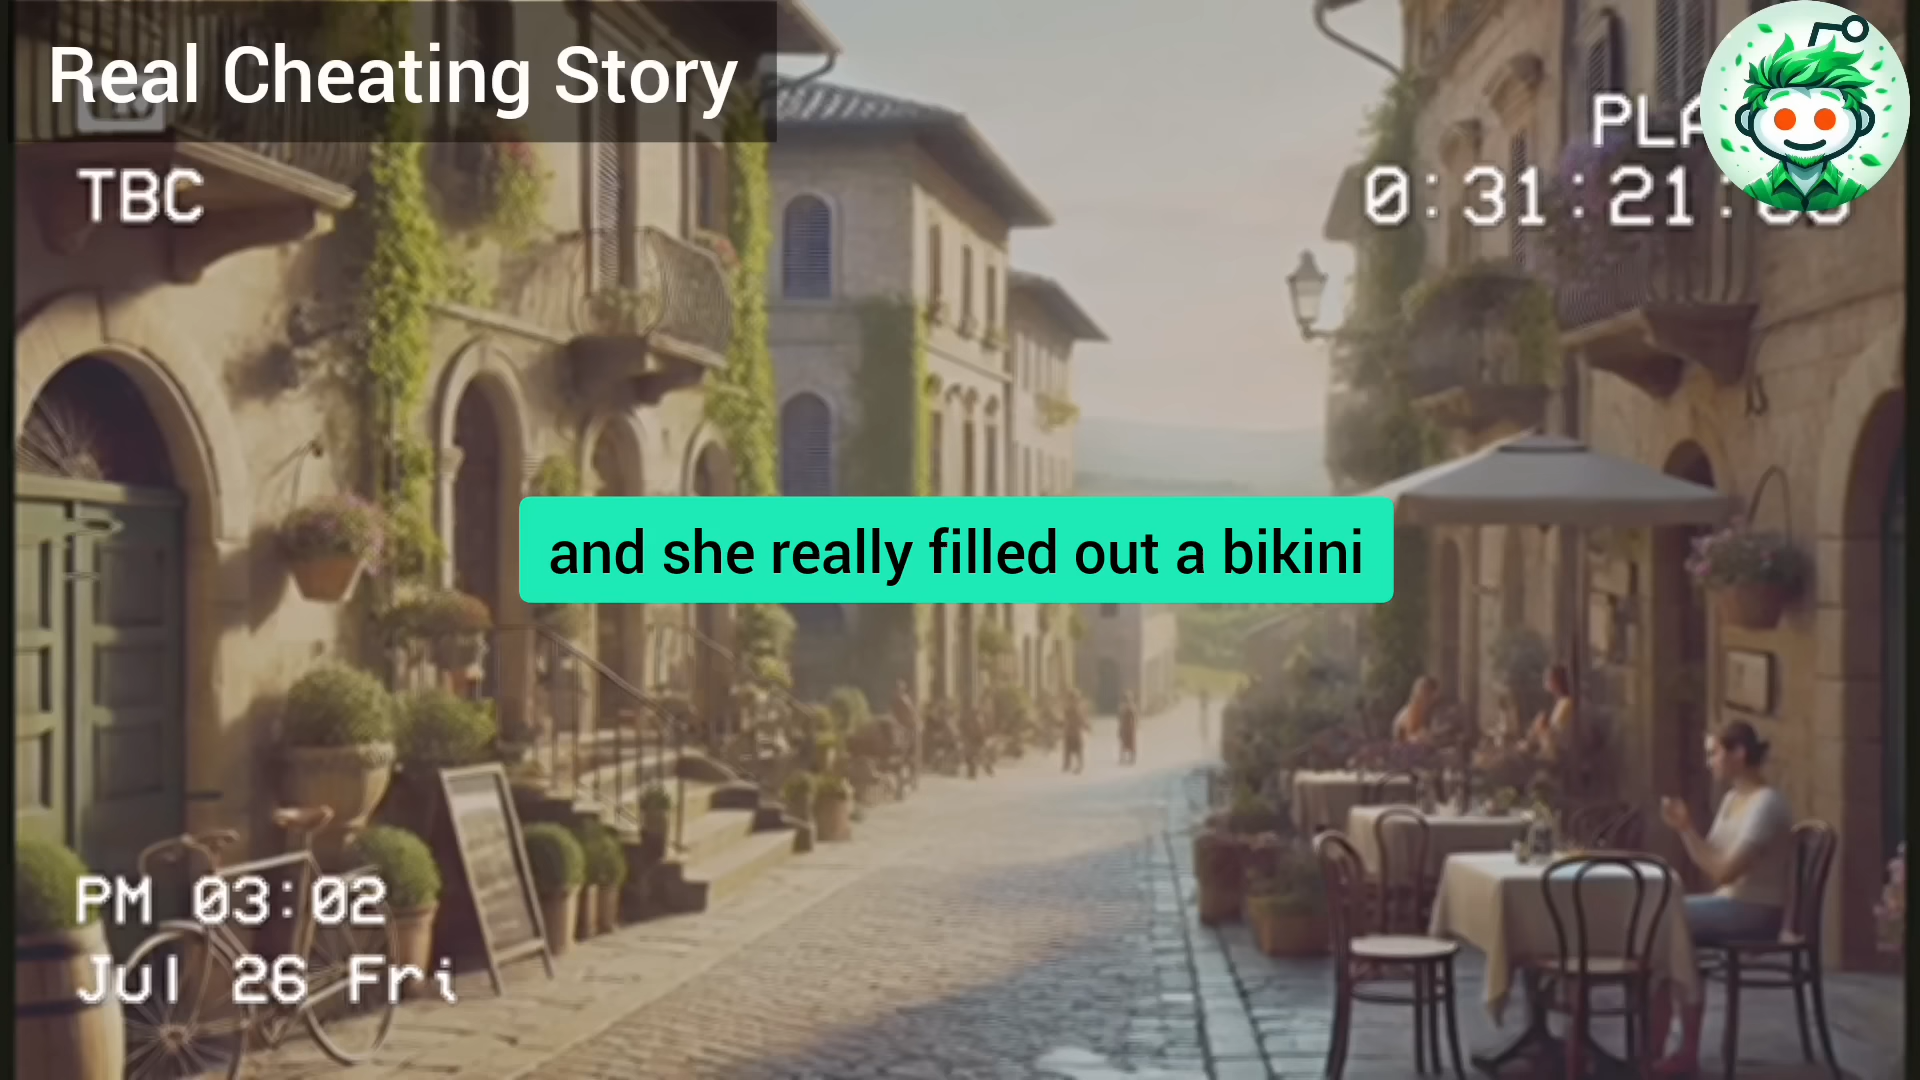 Real Cheating Story
TBC
PLA
0:31:21:
and she really filled out a bikini
PM 03:02
Jul 26 Fri